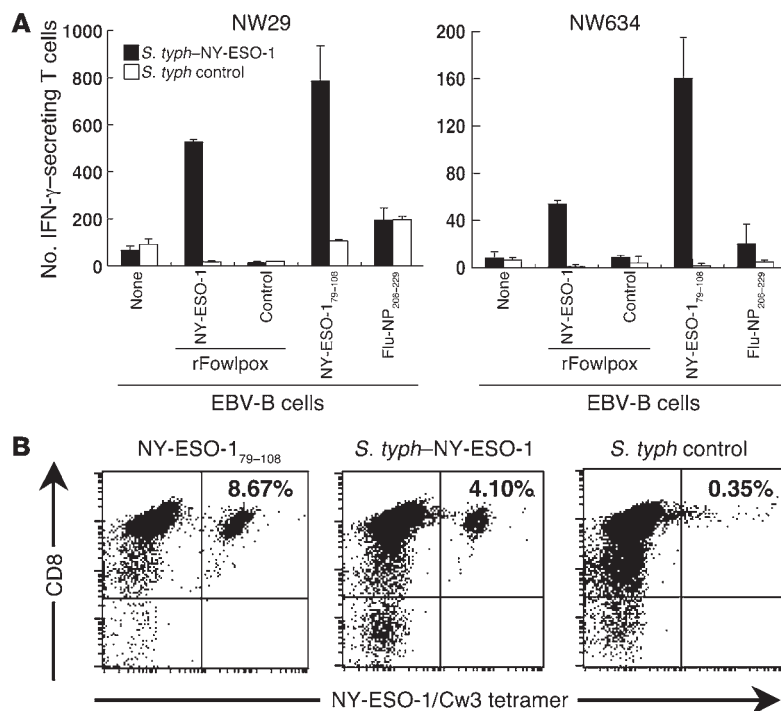 A
NW29
NW634
No. IFN-γ–secreting T cells
1000
800
600
400
200
0
S. typh–NY-ESO-1
S. typh control
200
160
120
80
40
0
None
NY-ESO-1
Control
NY-ESO-1₇₉₋₁₀₈
Flu-NP₂₀₆₋₂₂₉
rFowlpox
EBV-B cells
None
NY-ESO-1
Control
NY-ESO-1₇₉₋₁₀₈
Flu-NP₂₀₆₋₂₂₉
rFowlpox
EBV-B cells
B
NY-ESO-1₇₉₋₁₀₈
S. typh–NY-ESO-1
S. typh control
8.67%
4.10%
0.35%
CD8
NY-ESO-1/Cw3 tetramer